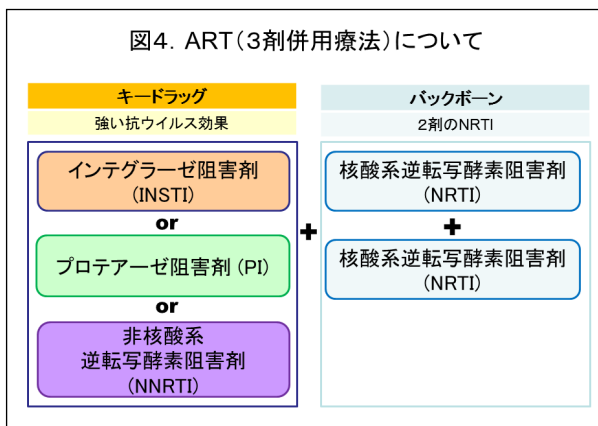 図４．ART（３剤併用療法）について
キードラッグ
強い抗ウイルス効果
インテグラーゼ阻害剤
(INSTI)
or
プロテアーゼ阻害剤 (PI)
or
非核酸系
逆転写酵素阻害剤
(NNRTI)
+
バックボーン
２剤のNRTI
核酸系逆転写酵素阻害剤
(NRTI)
+
核酸系逆転写酵素阻害剤
(NRTI)